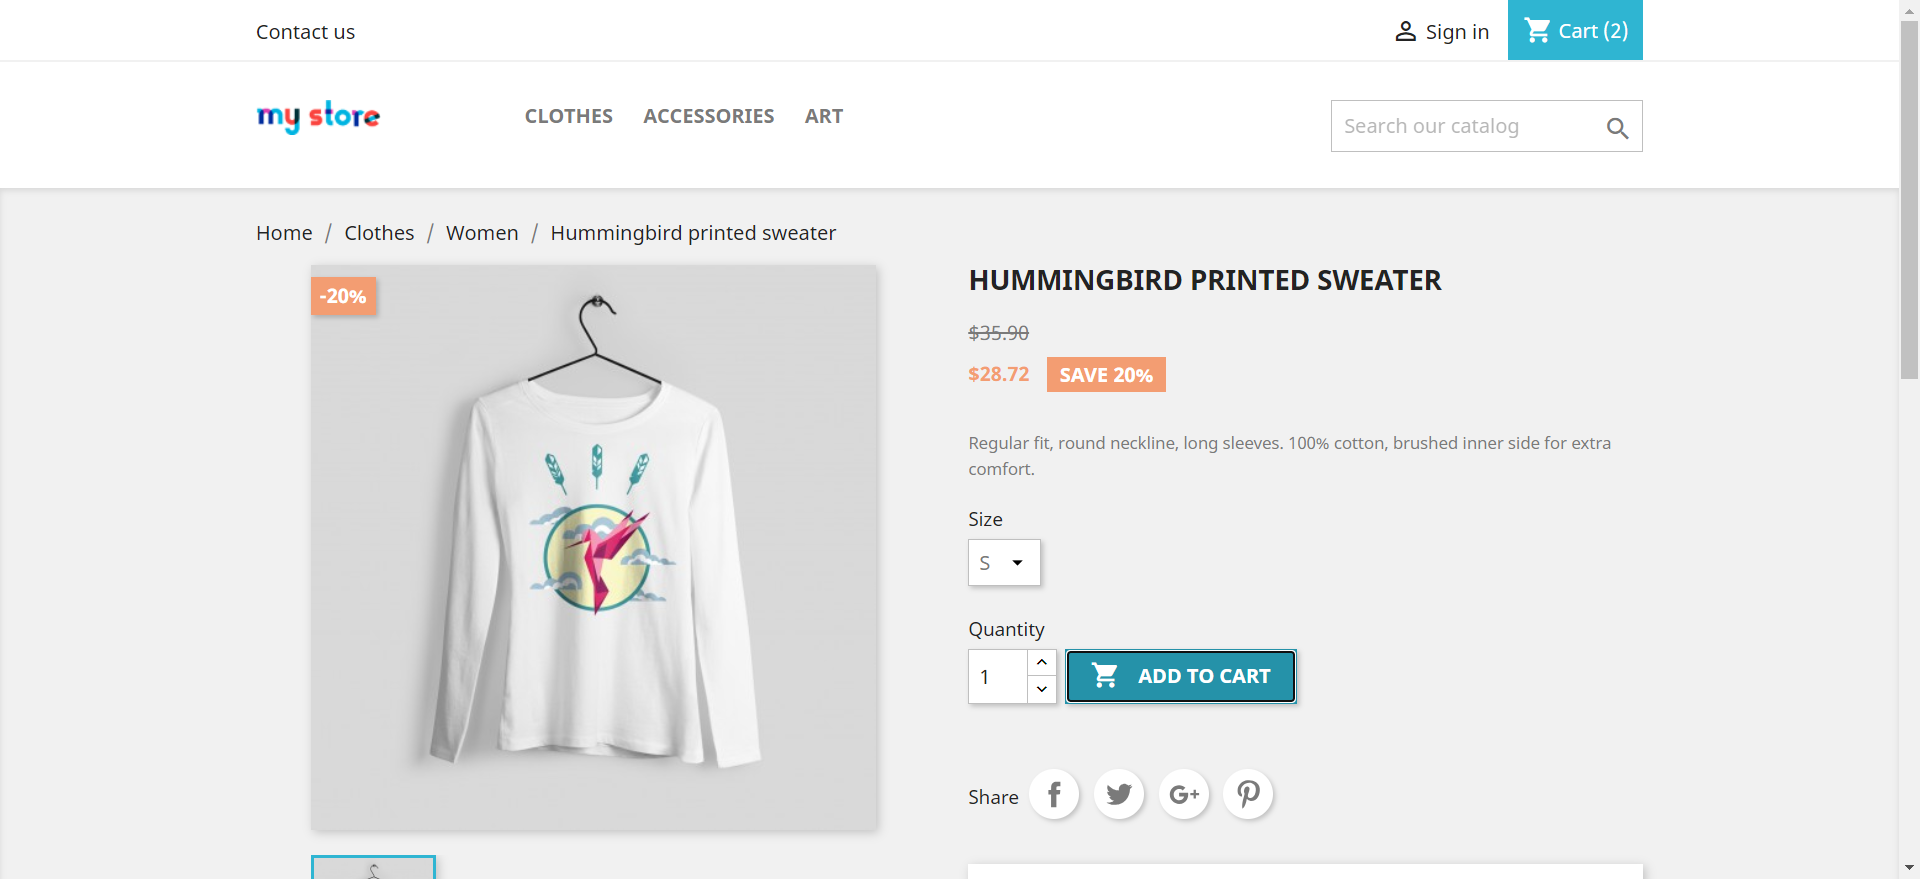 Contact us
Sign in
Cart (2)
my store
CLOTHES
ACCESSORIES
ART
Search our catalog
Home / Clothes / Women / Hummingbird printed sweater
-20%
HUMMINGBIRD PRINTED SWEATER
$35.90
$28.72
SAVE 20%
Regular fit, round neckline, long sleeves. 100% cotton, brushed inner side for extra
comfort.
Size
S
Quantity
1
ADD TO CART
Share